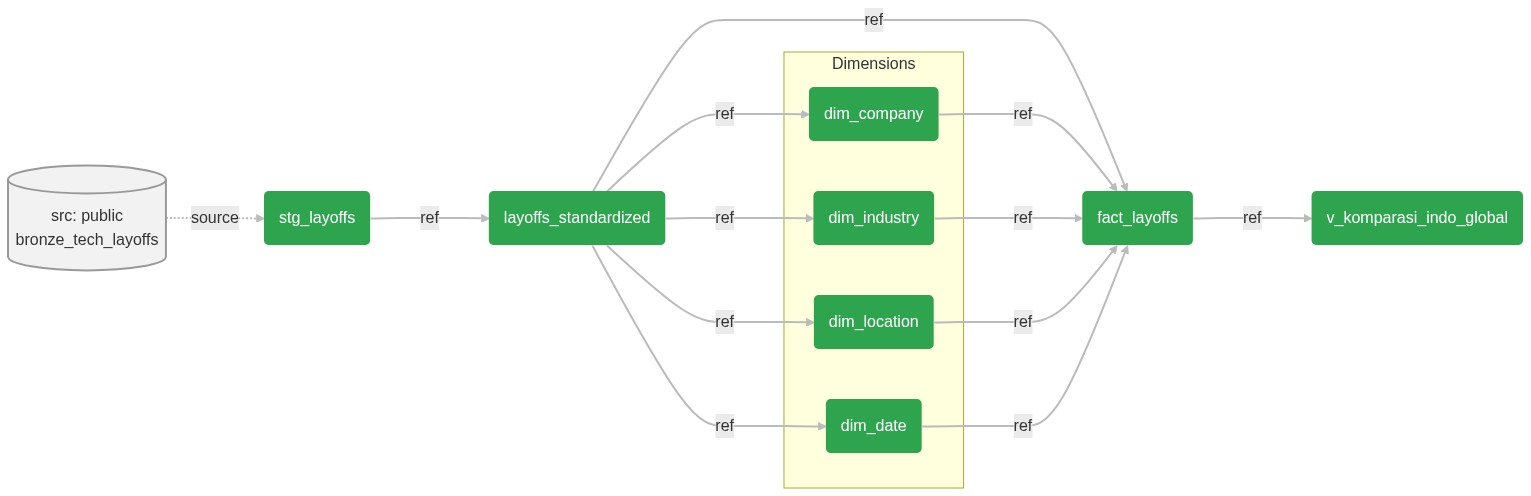 ref
Dimensions
ref
dim_company
ref
src: public
bronze_tech_layoffs
source
stg_layoffs
ref
layoffs_standardized
ref
dim_industry
ref
fact_layoffs
ref
v_komparasi_indo_global
ref
dim_location
ref
ref
dim_date
ref